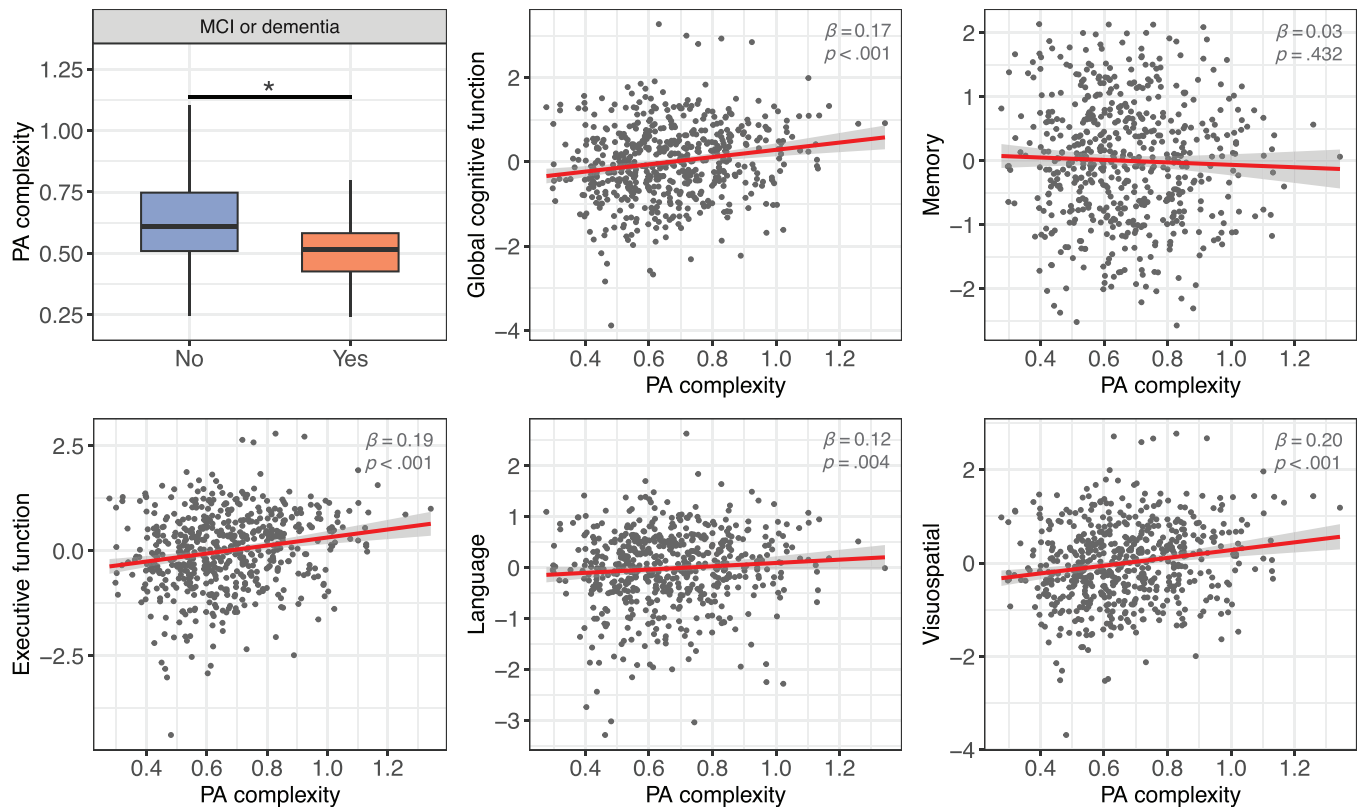 MCI or dementia
PA complexity
1.25
1.00
0.75
0.50
0.25
*
No
Yes
Global cognitive function
2
0
−2
−4
β = 0.17
p < .001
0.4
0.6
0.8
1.0
1.2
PA complexity
Memory
2
1
0
−1
−2
β = 0.03
p = .432
0.4
0.6
0.8
1.0
1.2
PA complexity
Executive function
2.5
0.0
−2.5
β = 0.19
p < .001
0.4
0.6
0.8
1.0
1.2
PA complexity
Language
2
1
0
−1
−2
−3
β = 0.12
p = .004
0.4
0.6
0.8
1.0
1.2
PA complexity
Visuospatial
2
0
−2
−4
β = 0.20
p < .001
0.4
0.6
0.8
1.0
1.2
PA complexity